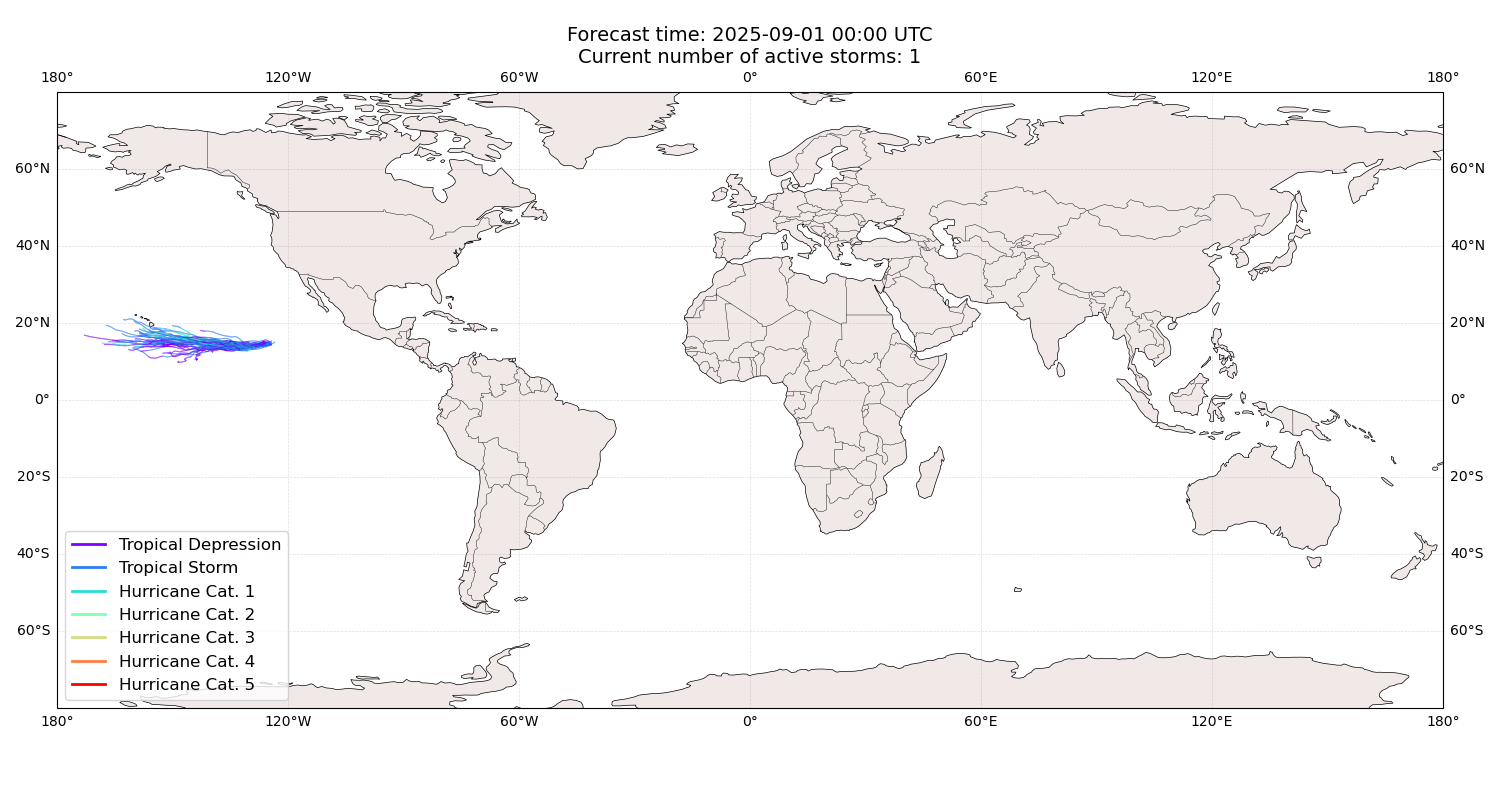 Forecast time: 2025-09-01 00:00 UTC
Current number of active storms: 1
180° 120°W 60°W 0° 60°E 120°E 180°
60°N 60°N
40°N 40°N
20°N 20°N
0° 0°
20°S 20°S
40°S 40°S
60°S 60°S
Tropical Depression
Tropical Storm
Hurricane Cat. 1
Hurricane Cat. 2
Hurricane Cat. 3
Hurricane Cat. 4
Hurricane Cat. 5
180° 120°W 60°W 0° 60°E 120°E 180°